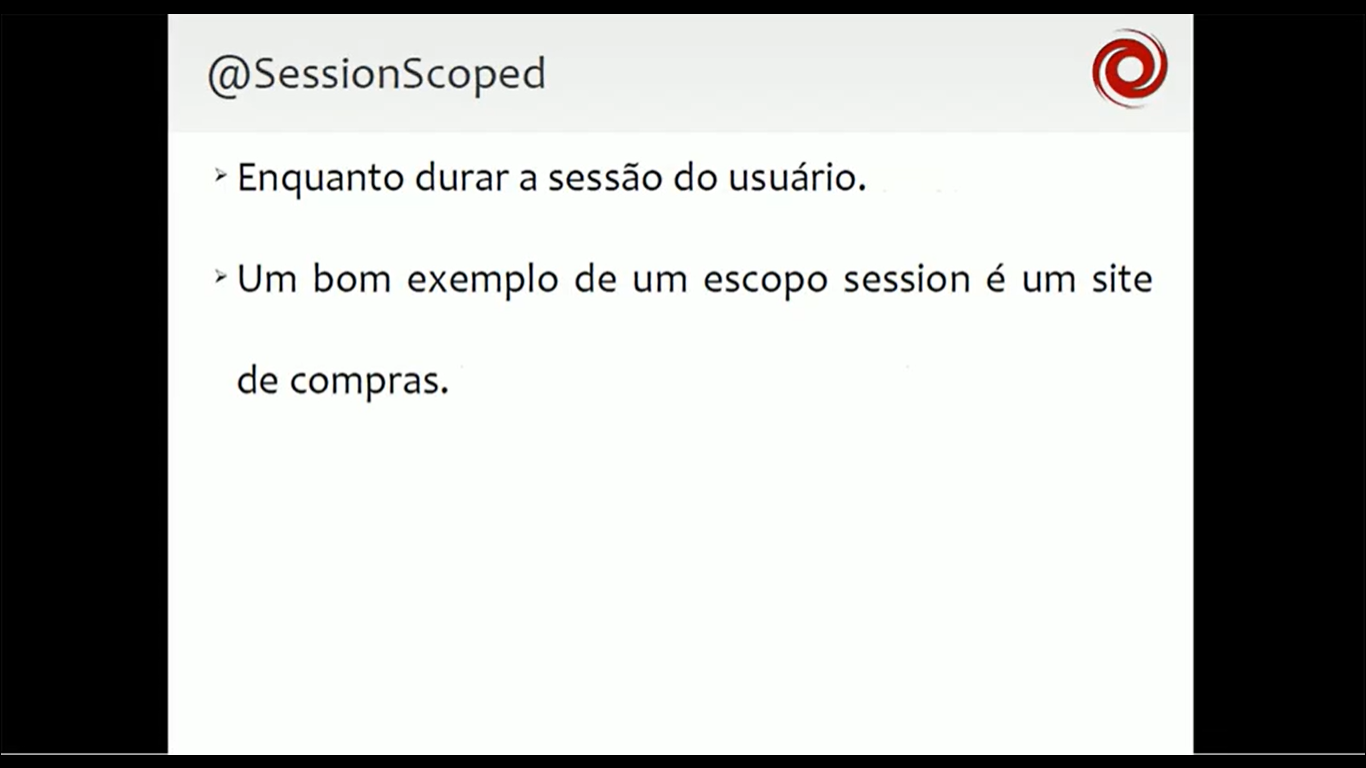 @SessionScoped
Enquanto durar a sessão do usuário.
Um bom exemplo de um escopo session é um site
de compras.